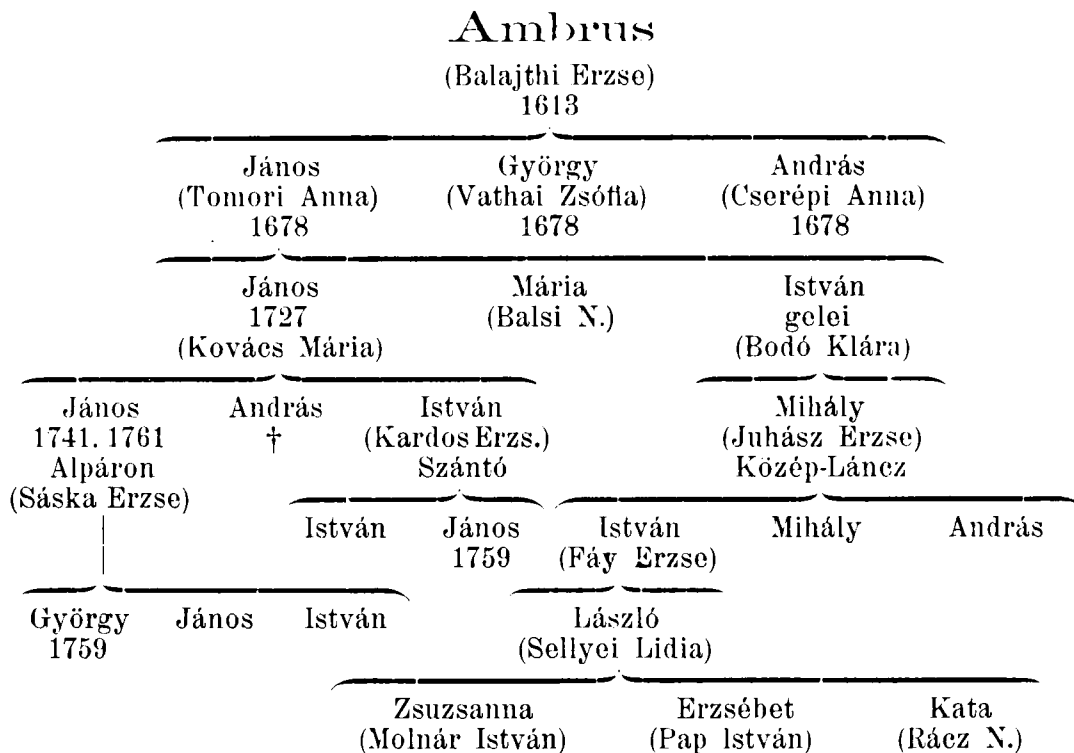 Ambrus
(Balajthi Erzse)
1613
János György András
(Tomori Anna) (Vathai Zsófia) (Cserépi Anna)
1678 1678 1678
János Mária István
1727 (Balsi N.) gelei
(Kovács Mária) (Bodó Klára)
János András István Mihály
1741. 1761 † (Kardos Erzs.) (Juhász Erzse)
Alpáron Szántó Közép-Láncz
(Sáska Erzse)
István János István Mihály András
1759 (Fáy Erzse)
György János István László
1759 (Sellyei Lidia)
Zsuzsanna Erzsébet Kata
(Molnár István) (Pap István) (Rácz N.)